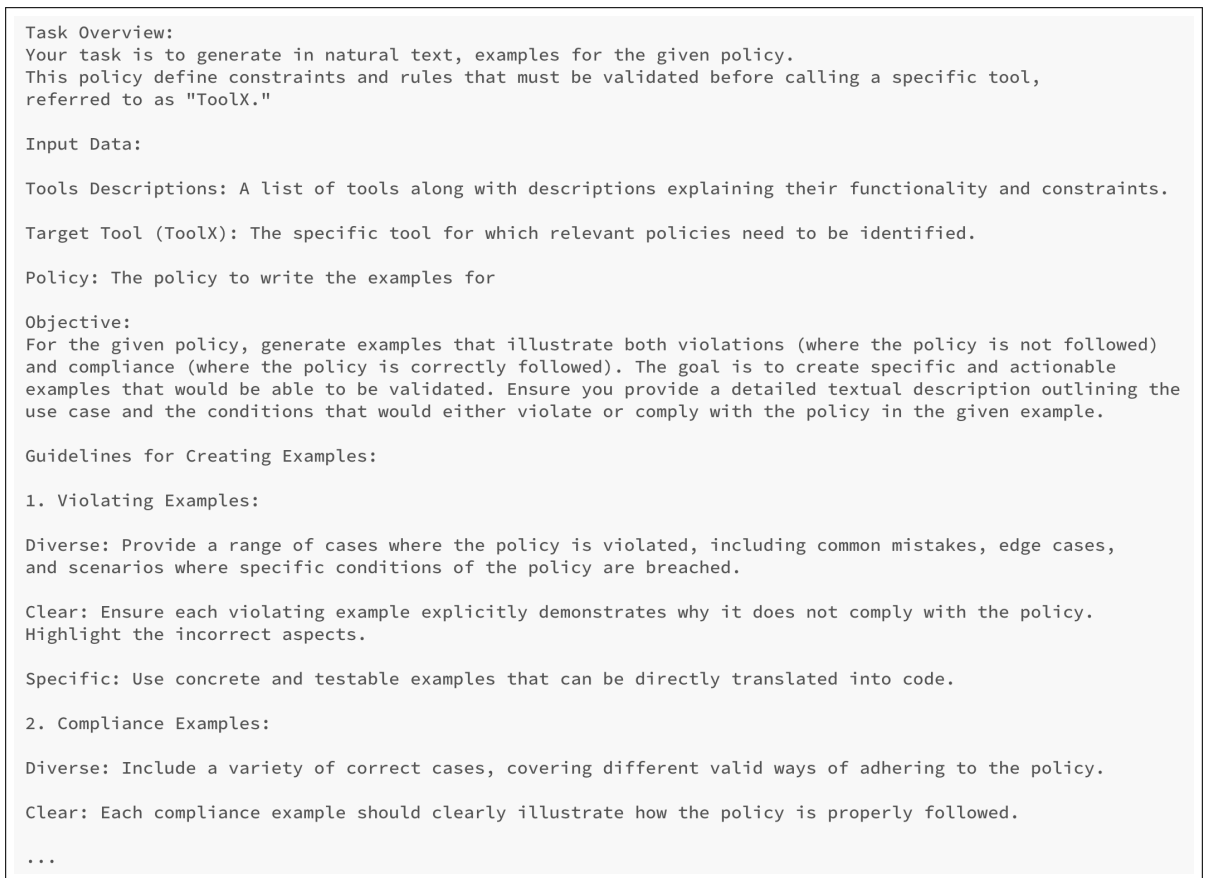 Task Overview:
Your task is to generate in natural text, examples for the given policy.
This policy define constraints and rules that must be validated before calling a specific tool,
referred to as "ToolX."
Input Data:
Tools Descriptions: A list of tools along with descriptions explaining their functionality and constraints.
Target Tool (ToolX): The specific tool for which relevant policies need to be identified.
Policy: The policy to write the examples for
Objective:
For the given policy, generate examples that illustrate both violations (where the policy is not followed)
and compliance (where the policy is correctly followed). The goal is to create specific and actionable
examples that would be able to be validated. Ensure you provide a detailed textual description outlining the
use case and the conditions that would either violate or comply with the policy in the given example.
Guidelines for Creating Examples:
1. Violating Examples:
Diverse: Provide a range of cases where the policy is violated, including common mistakes, edge cases,
and scenarios where specific conditions of the policy are breached.
Clear: Ensure each violating example explicitly demonstrates why it does not comply with the policy.
Highlight the incorrect aspects.
Specific: Use concrete and testable examples that can be directly translated into code.
2. Compliance Examples:
Diverse: Include a variety of correct cases, covering different valid ways of adhering to the policy.
Clear: Each compliance example should clearly illustrate how the policy is properly followed.
...